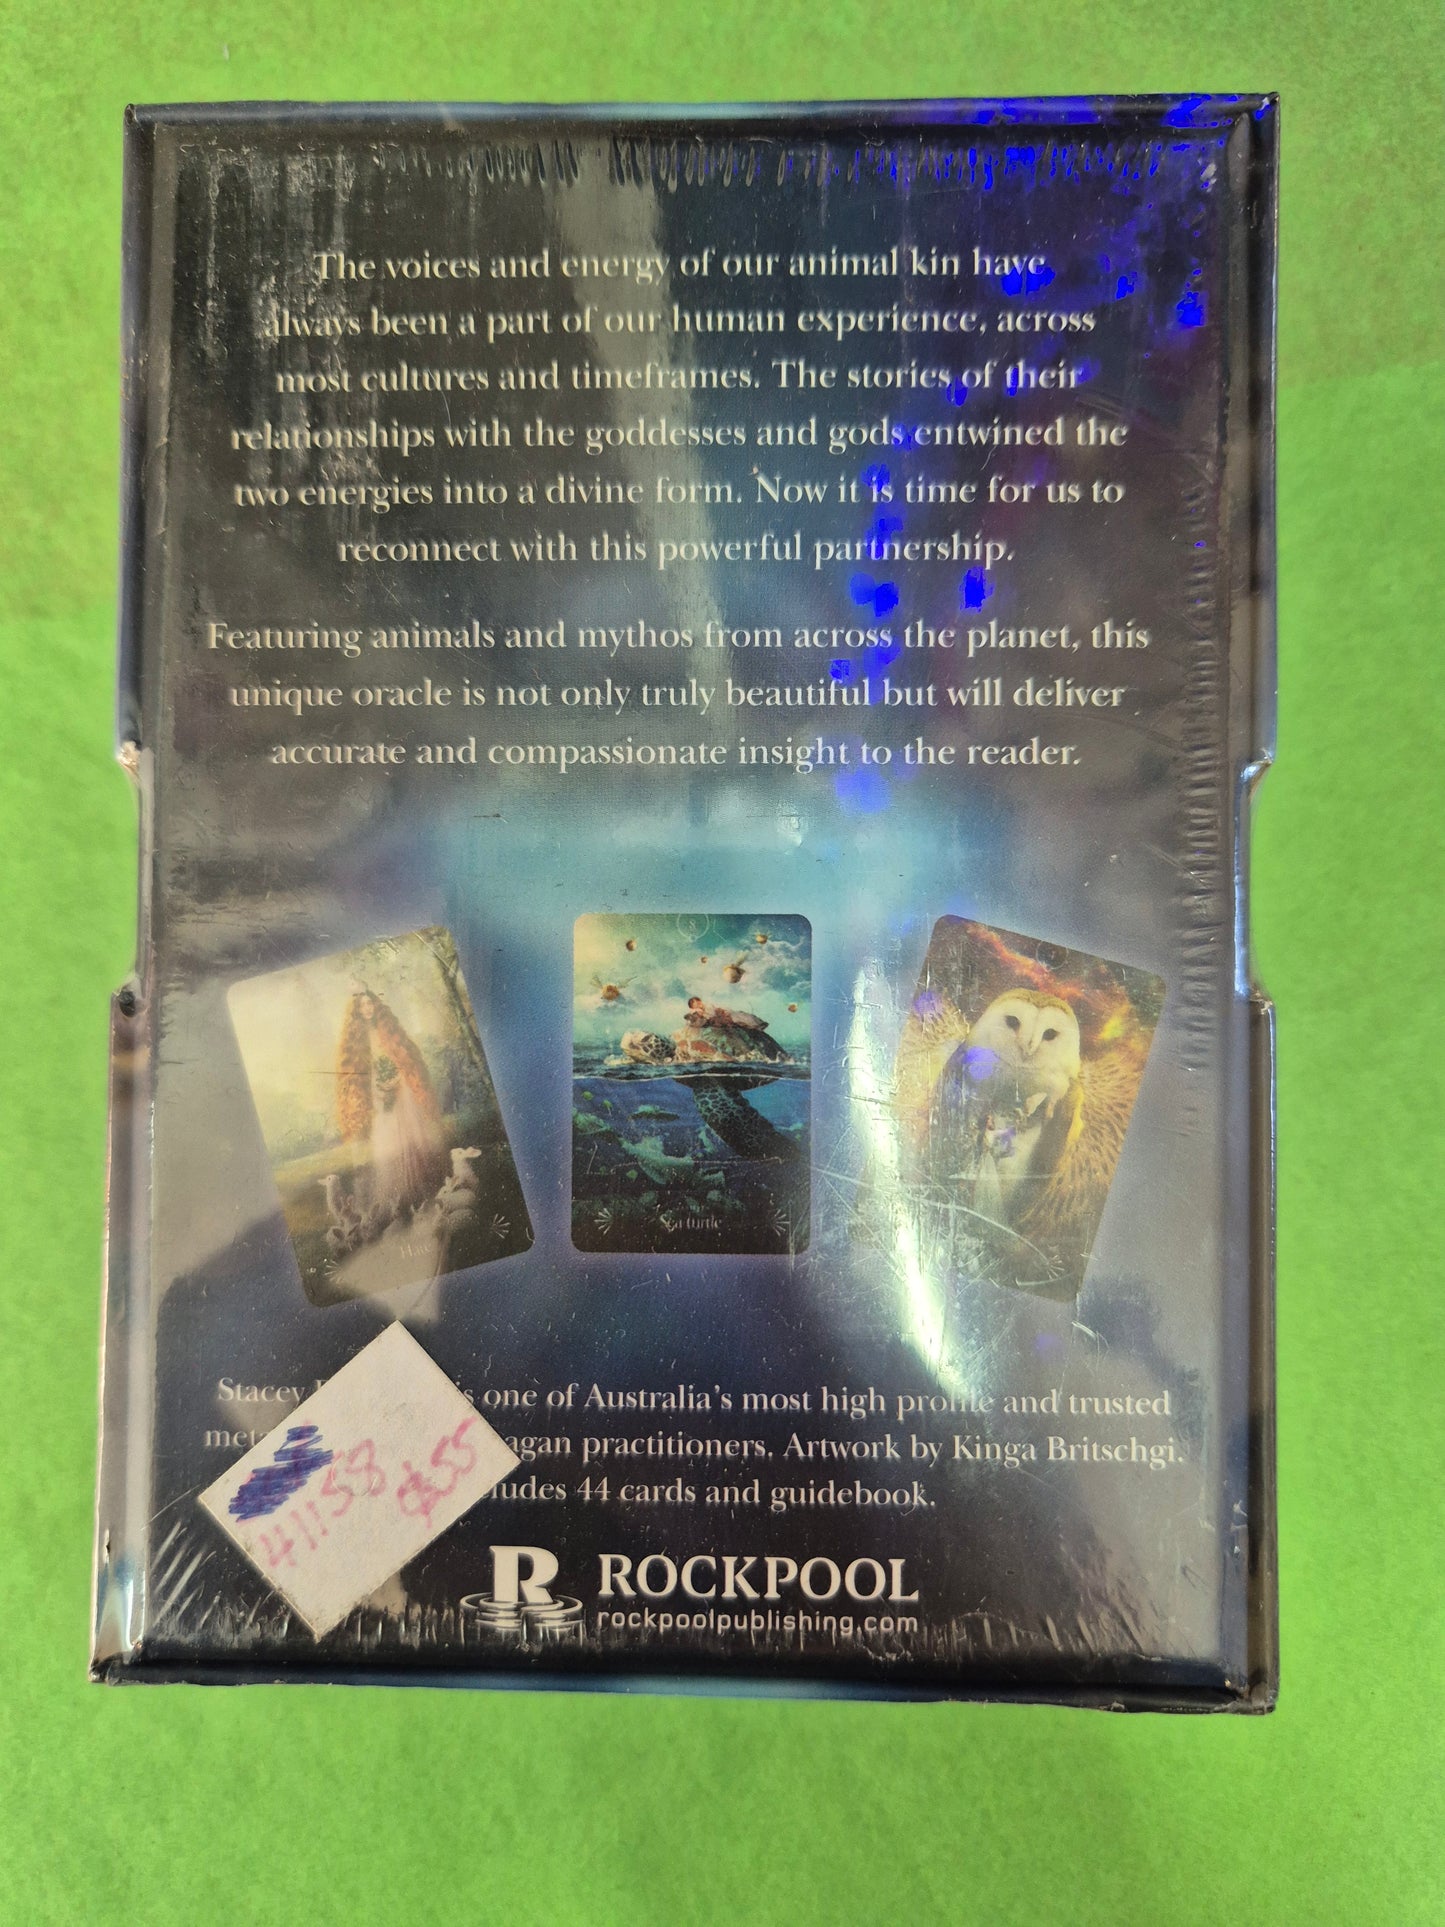 The voices and energy of our animal kin have
always been a part of our human experience, across
most cultures and timeframes. The stories of their
relationships with the goddesses and gods entwined the
two energies into a divine form. Now it is time for us to
reconnect with this powerful partnership.
Featuring animals and mythos from across the planet, this
unique oracle is not only truly beautiful but will deliver
accurate and compassionate insight to the reader.
Sea turtle
Stacey one of Australia's most high profile and trusted
practitioners. Artwork by Kinga Britschgi.
44 cards and guidebook.
41158 $55
R ROCKPOOL
rockpoolpublishing.com